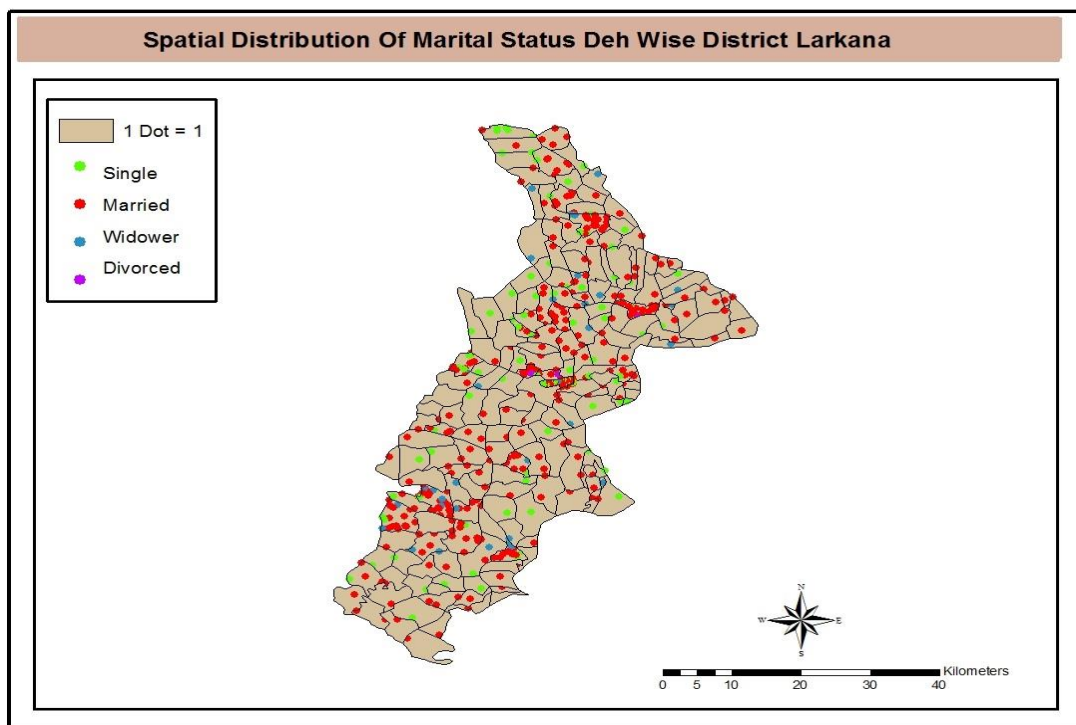 Spatial Distribution Of Marital Status Deh Wise District Larkana
1 Dot = 1
Single
Married
Widower
Divorced
N
W E
S
Kilometers
0 5 10 20 30 40